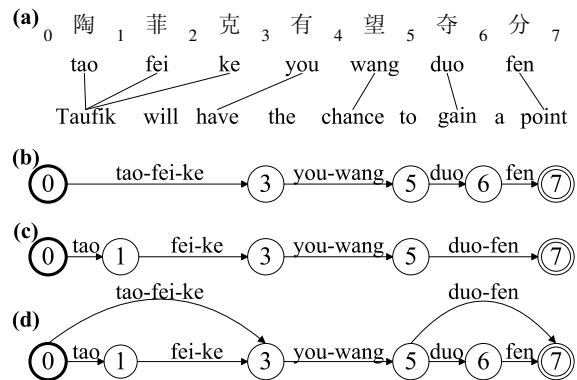 (a) 0 陶 1 菲 2 克 3 有 4 望 5 夺 6 分 7
tao fei ke you wang duo fen
Taufik will have the chance to gain a point
(b) 0 tao-fei-ke 3 you-wang 5 duo 6 fen 7
(c) 0 tao 1 fei-ke 3 you-wang 5 duo-fen 7
tao-fei-ke duo-fen
(d) 0 tao 1 fei-ke 3 you-wang 5 duo 6 fen 7